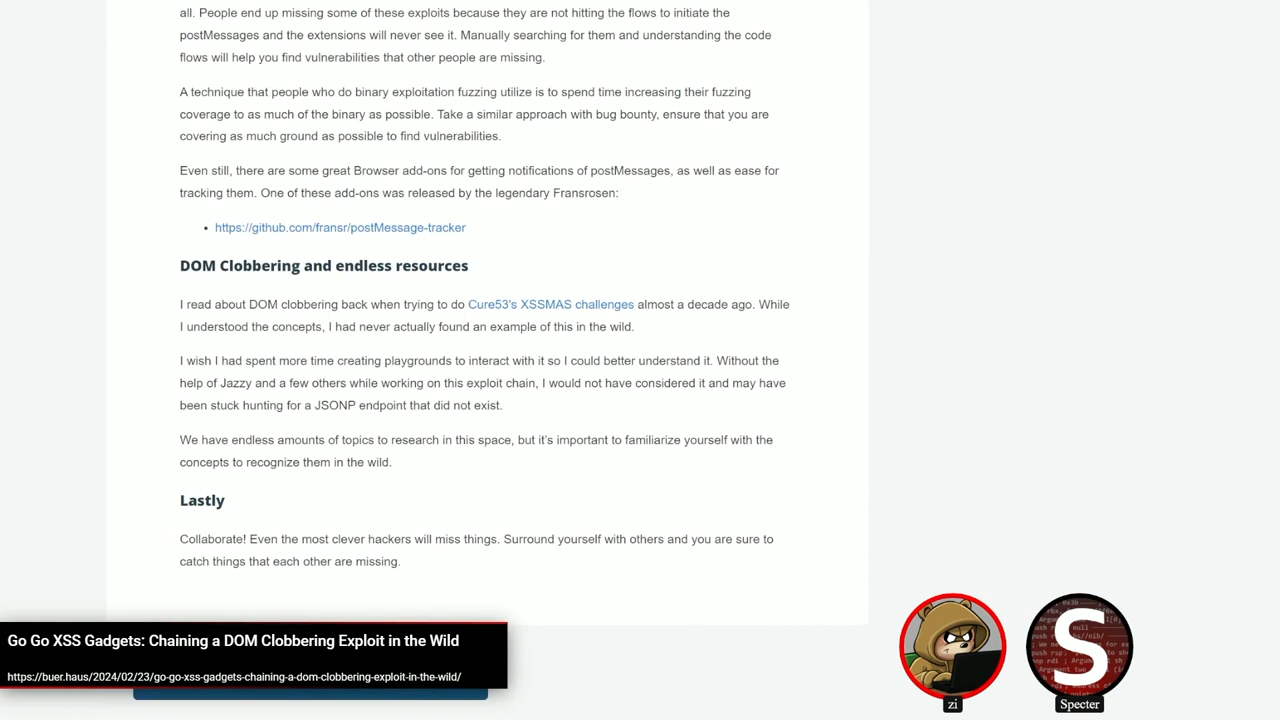 all. People end up missing some of these exploits because they are not hitting the flows to initiate the
postMessages and the extensions will never see it. Manually searching for them and understanding the code
flows will help you find vulnerabilities that other people are missing.
A technique that people who do binary exploitation fuzzing utilize is to spend time increasing their fuzzing
coverage to as much of the binary as possible. Take a similar approach with bug bounty, ensure that you are
covering as much ground as possible to find vulnerabilities.
Even still, there are some great Browser add-ons for getting notifications of postMessages, as well as ease for
tracking them. One of these add-ons was released by the legendary Fransrosen:
• https://github.com/fransr/postMessage-tracker
DOM Clobbering and endless resources
I read about DOM clobbering back when trying to do Cure53's XSSMAS challenges almost a decade ago. While
I understood the concepts, I had never actually found an example of this in the wild.
I wish I had spent more time creating playgrounds to interact with it so I could better understand it. Without the
help of Jazzy and a few others while working on this exploit chain, I would not have considered it and may have
been stuck hunting for a JSONP endpoint that did not exist.
We have endless amounts of topics to research in this space, but it's important to familiarize yourself with the
concepts to recognize them in the wild.
Lastly
Collaborate! Even the most clever hackers will miss things. Surround yourself with others and you are sure to
catch things that each other are missing.
Go Go XSS Gadgets: Chaining a DOM Clobbering Exploit in the Wild
https://buer.haus/2024/02/23/go-go-xss-gadgets-chaining-a-dom-clobbering-exploit-in-the-wild/
S
zi
Specter